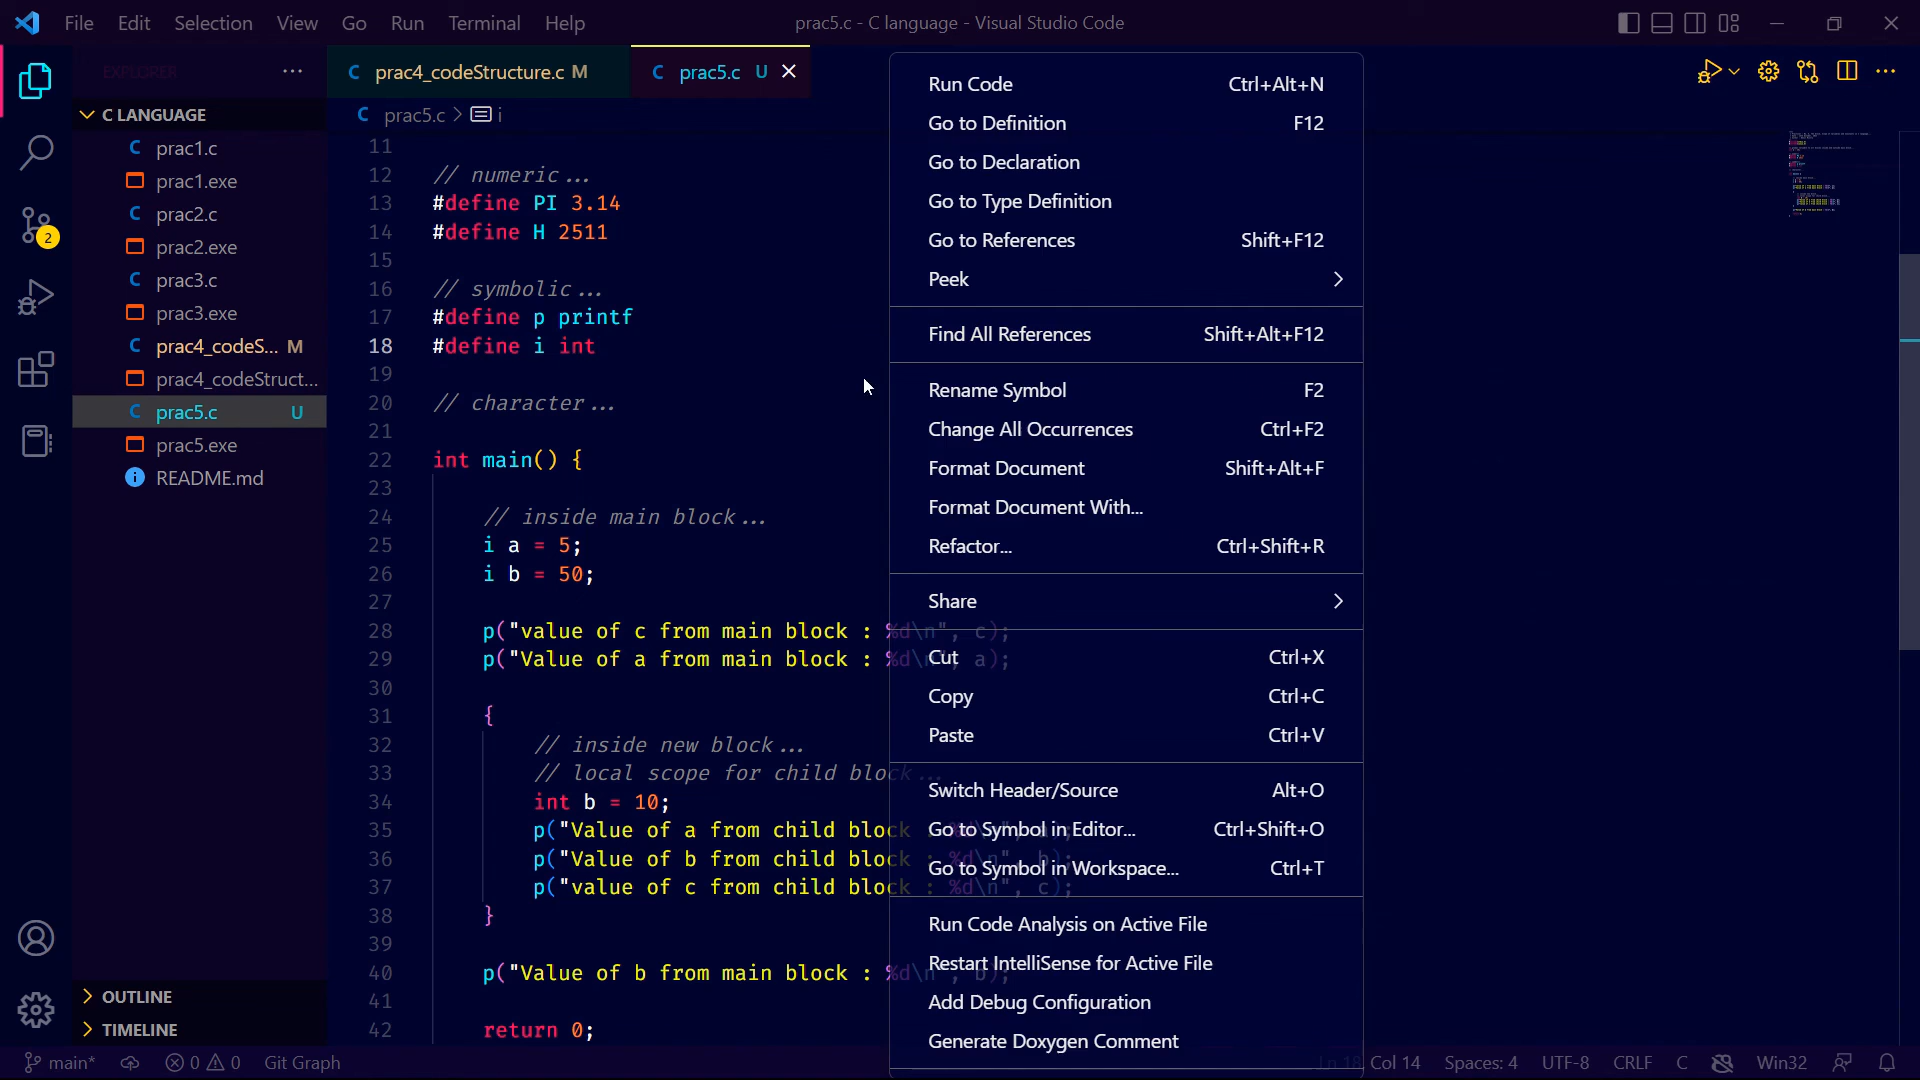 File Edit Selection View Go Run Terminal Help prac5.c - C language - Visual Studio Code
EXPLORER
C LANGUAGE
C prac1.c
prac1.exe
C prac2.c
prac2.exe
C prac3.c
prac3.exe
C prac4_codeS... M
prac4_codeStruct...
C prac5.c U
prac5.exe
README.md
OUTLINE
TIMELINE
2
C prac4_codeStructure.c M
C prac5.c U
C prac5.c > i
11
12 // numeric...
13 #define PI 3.14
14 #define H 2511
15
16 // symbolic...
17 #define p printf
18 #define i int
19
20 // character...
21
22 int main() {
23
24 // inside main block...
25 i a = 5;
26 i b = 50;
27
28 p("value of c from main block : %d\n", c);
29 p("Value of a from main block : %d\n", a);
30
31 {
32 // inside new block...
33 // local scope for child block...
34 int b = 10;
35 p("Value of a from child block : %d\n", a);
36 p("Value of b from child block : %d\n", b);
37 p("value of c from child block : %d\n", c);
38 }
39
40 p("Value of b from main block : %d\n", b);
41
42 return 0;
Run Code Ctrl+Alt+N
Go to Definition F12
Go to Declaration
Go to Type Definition
Go to References Shift+F12
Peek
Find All References Shift+Alt+F12
Rename Symbol F2
Change All Occurrences Ctrl+F2
Format Document Shift+Alt+F
Format Document With...
Refactor... Ctrl+Shift+R
Share
Cut Ctrl+X
Copy Ctrl+C
Paste Ctrl+V
Switch Header/Source Alt+O
Go to Symbol in Editor... Ctrl+Shift+O
Go to Symbol in Workspace... Ctrl+T
Run Code Analysis on Active File
Restart IntelliSense for Active File
Add Debug Configuration
Generate Doxygen Comment
main* 0 0 Git Graph Ln 18, Col 14 Spaces: 4 UTF-8 CRLF C Win32